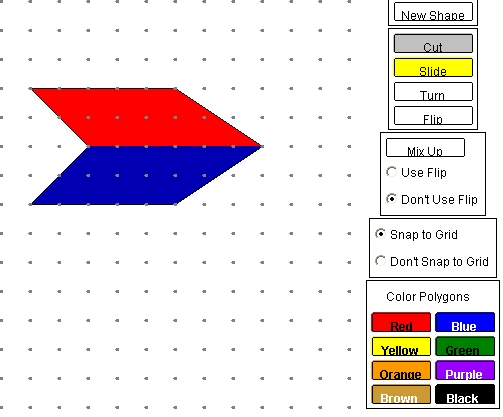 New Shape
Cut
Slide
Turn
Flip
Mix Up
Use Flip
Don't Use Flip
Snap to Grid
Don't Snap to Grid
Color Polygons
Red Blue
Yellow Green
Orange Purple
Brown Black